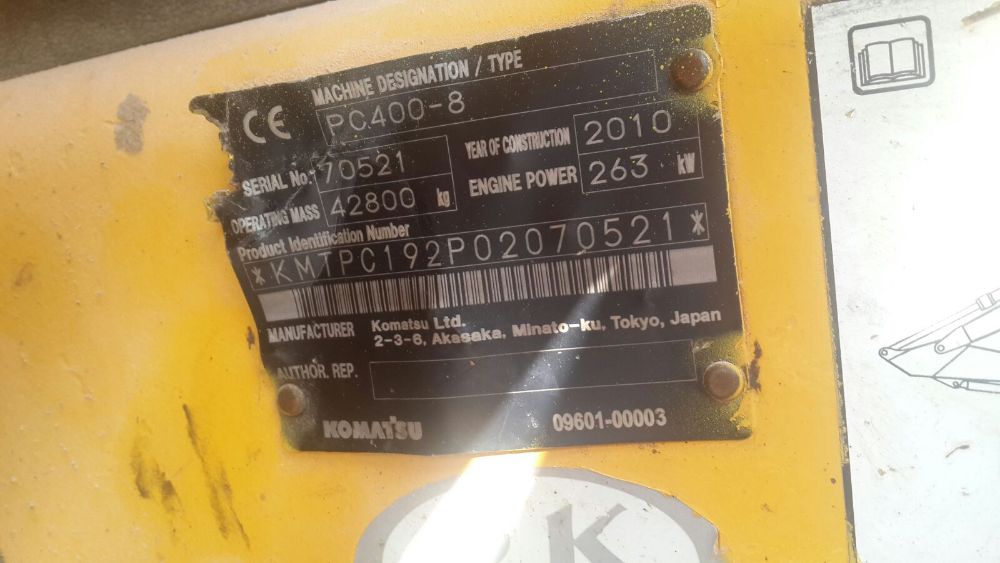 CE
MACHINE DESIGNATION / TYPE
PC400-8
SERIAL No. 70521
YEAR OF CONSTRUCTION 2010
OPERATING MASS 42800 kg
ENGINE POWER 263 kW
Product Identification Number
*KMTPC192P02070521*
MANUFACTURER Komatsu Ltd.
2-3-6, Akasaka, Minato-ku, Tokyo, Japan
AUTHOR. REP.
KOMATSU 09601-00003
K